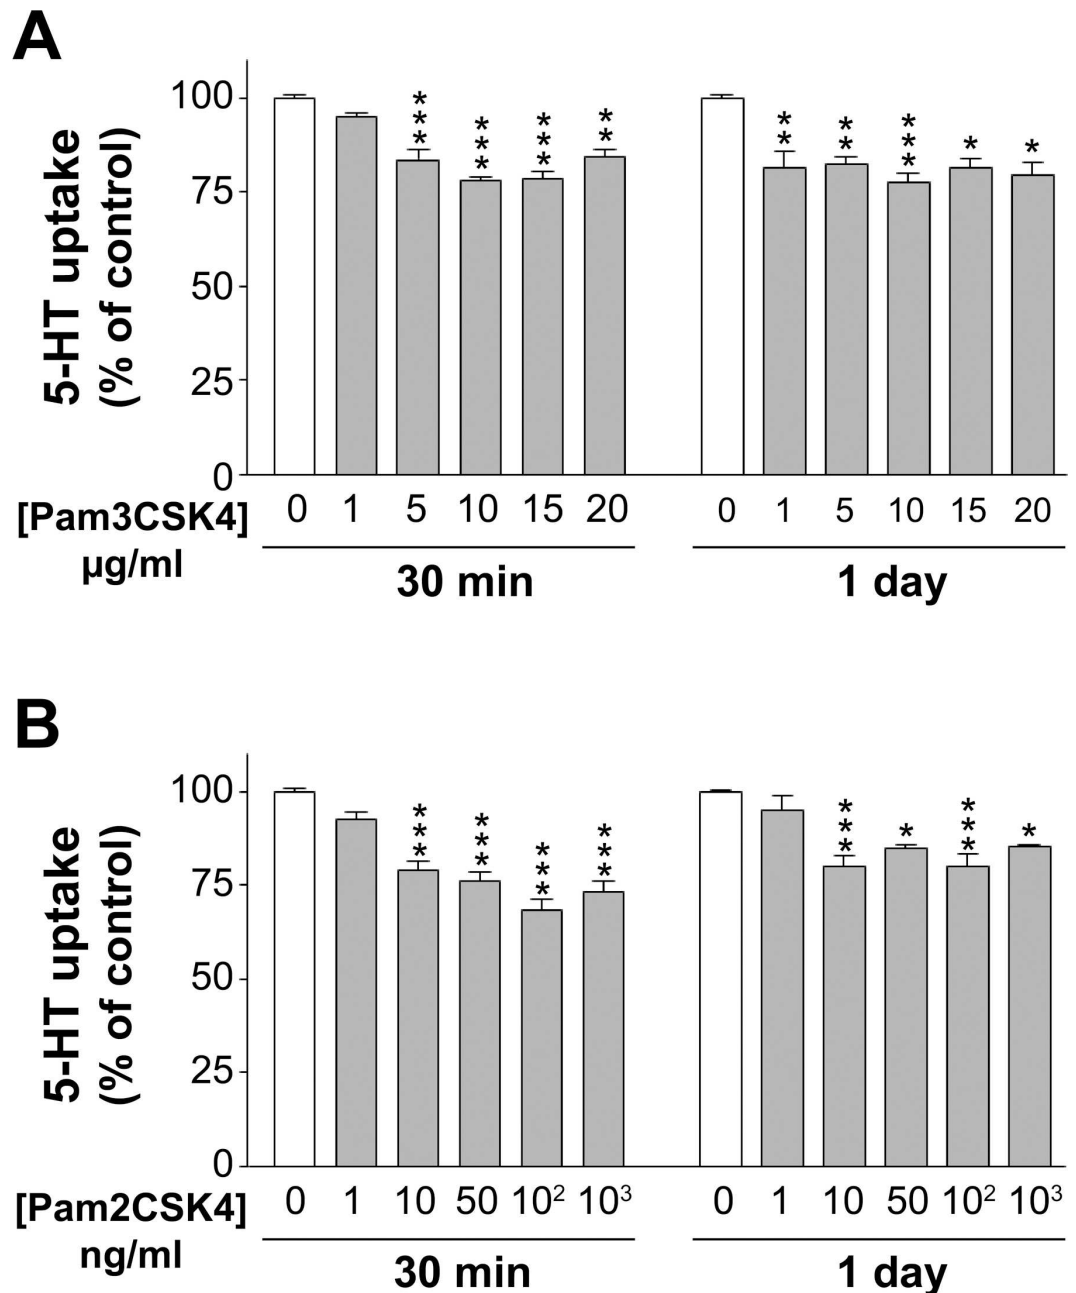 A
5-HT uptake
(% of control)
100
75
50
25
0
*** *** *** **
** ** *** * *
[Pam3CSK4]
µg/ml
0 1 5 10 15 20
0 1 5 10 15 20
30 min
1 day
B
5-HT uptake
(% of control)
100
75
50
25
0
*** *** *** ***
*** * *** *
[Pam2CSK4]
ng/ml
0 1 10 50 10² 10³
0 1 10 50 10² 10³
30 min
1 day